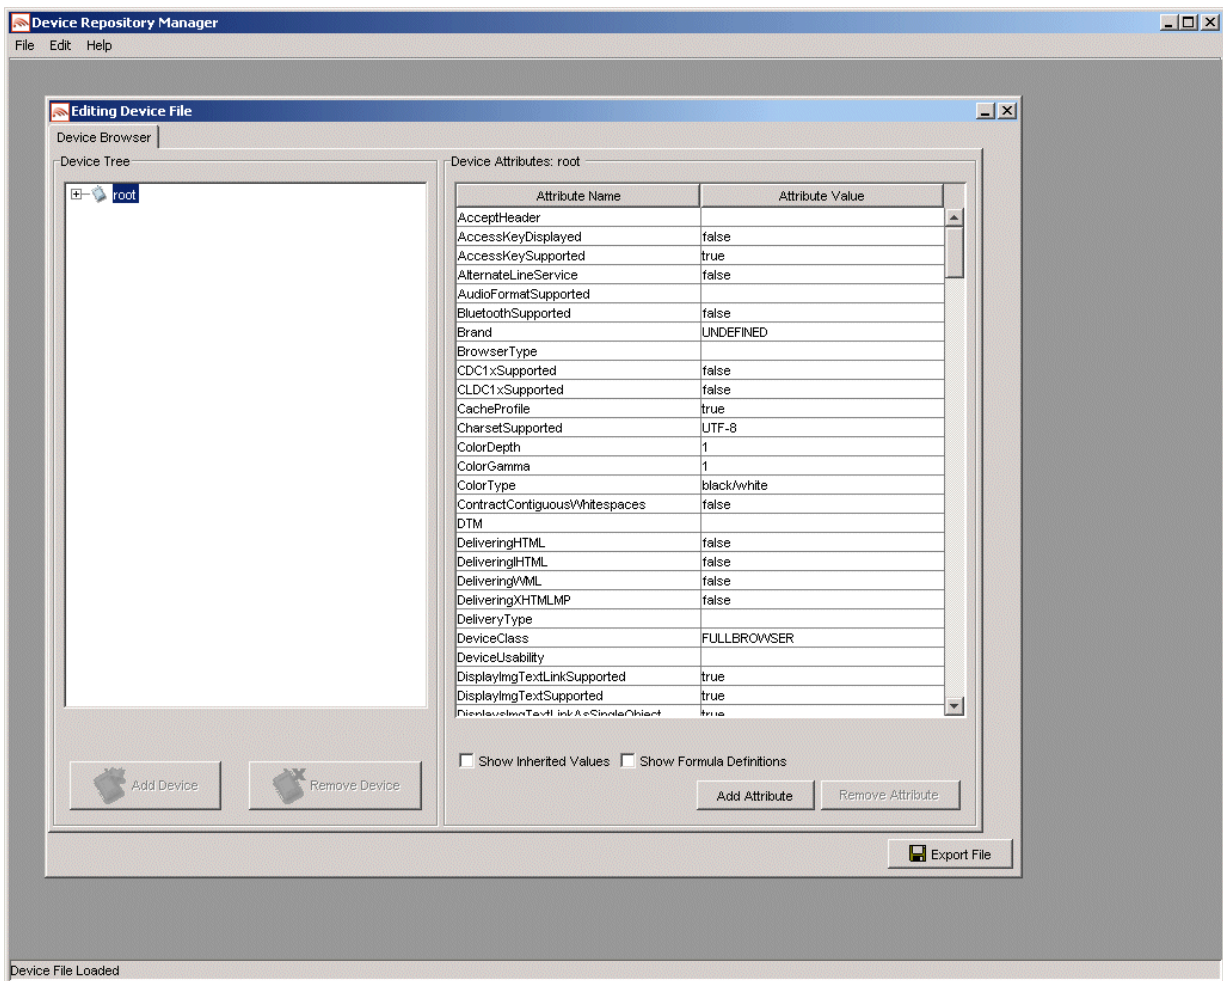 Device Repository Manager
File Edit Help
Editing Device File
Device Browser
Device Tree
root
Device Attributes: root
Attribute Name Attribute Value
AcceptHeader
AccessKeyDisplayed false
AccessKeySupported true
AlternateLineService false
AudioFormatSupported
BluetoothSupported false
Brand UNDEFINED
BrowserType
CDC1xSupported false
CLDC1xSupported false
CacheProfile true
CharsetSupported UTF-8
ColorDepth 1
ColorGamma 1
ColorType black/white
ContractContiguousWhitespaces false
DTM
DeliveringHTML false
DeliveringIHTML false
DeliveringWML false
DeliveringXHTMLMP false
DeliveryType
DeviceClass FULLBROWSER
DeviceUsability
DisplayImgTextLinkSupported true
DisplayImgTextSupported true
DisplaysImgTextLinkAsSingleObject true
Show Inherited Values Show Formula Definitions
Add Device Remove Device
Add Attribute Remove Attribute
Export File
Device File Loaded